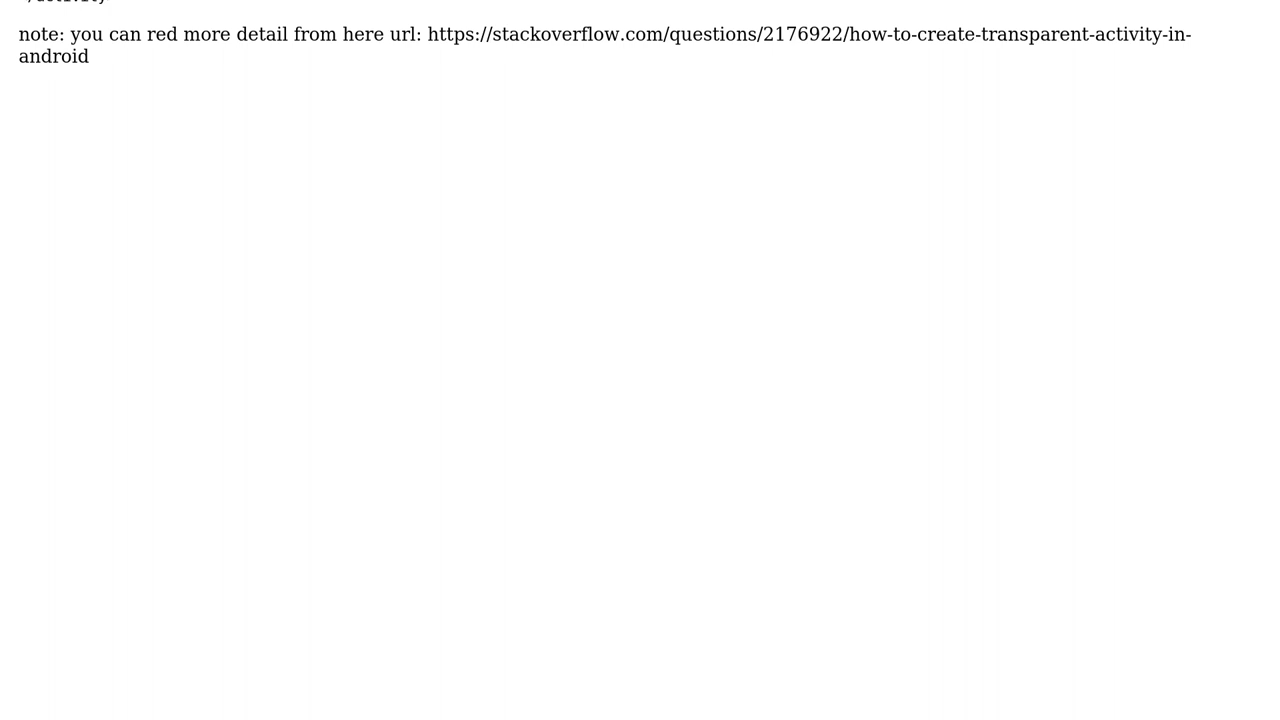 note: you can red more detail from here url: https://stackoverflow.com/questions/2176922/how-to-create-transparent-activity-in-
android